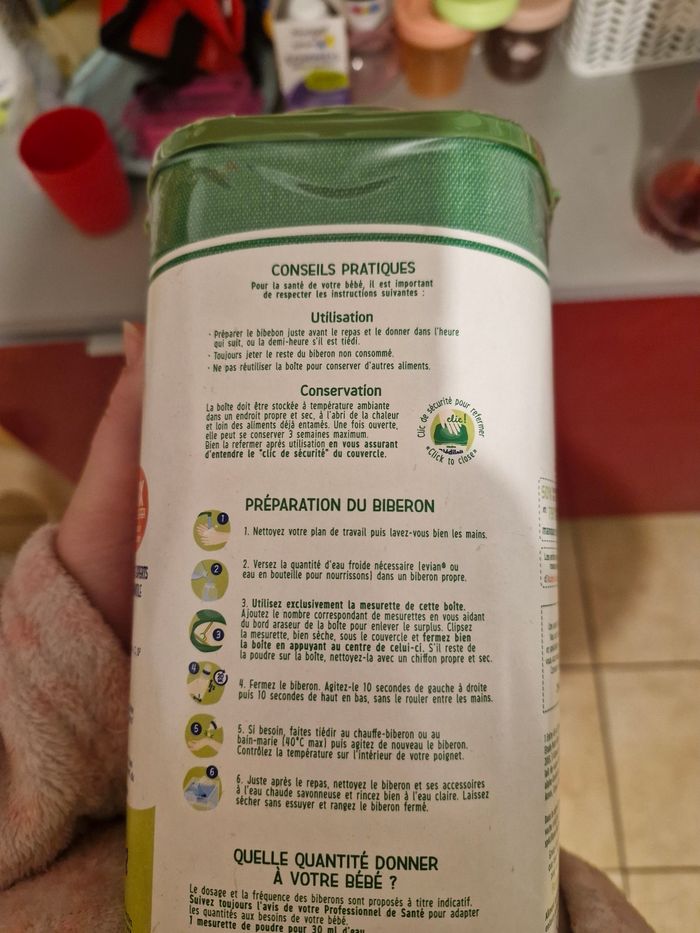 CONSEILS PRATIQUES
Pour la santé de votre bébé, il est important
de respecter les instructions suivantes :
Utilisation
· Préparer le bibebon juste avant le repas et le donner dans l'heure
qui suit, ou la demi-heure s'il est tiédi.
· Toujours jeter le reste du biberon non consommé.
· Ne pas réutiliser la boîte pour conserver d'autres aliments.
Conservation
La boîte doit être stockée à température ambiante
dans un endroit propre et sec, à l'abri de la chaleur
et loin des aliments déjà entamés. Une fois ouverte,
elle peut se conserver 3 semaines maximum.
Bien la refermer après utilisation en vous assurant
d'entendre le "clic de sécurité" du couvercle.
Clic de sécurité pour refermer
clic!
"Click to close"
PRÉPARATION DU BIBERON
1
1. Nettoyez votre plan de travail puis lavez-vous bien les mains.
2
2. Versez la quantité d'eau froide nécessaire (evian® ou
eau en bouteille pour nourrissons) dans un biberon propre.
3
3. Utilisez exclusivement la mesurette de cette boîte.
Ajoutez le nombre correspondant de mesurettes en vous aidant
du bord araseur de la boîte pour enlever le surplus. Clipsez
la mesurette, bien sèche, sous le couvercle et fermez bien
la boîte en appuyant au centre de celui-ci. S'il reste de
la poudre sur la boîte, nettoyez-la avec un chiffon propre et sec.
4
4. Fermez le biberon. Agitez-le 10 secondes de gauche à droite
puis 10 secondes de haut en bas, sans le rouler entre les mains.
5
5. Si besoin, faites tiédir au chauffe-biberon ou au
bain-marie (40°C max) puis agitez de nouveau le biberon.
Contrôlez la température sur l'intérieur de votre poignet.
6
6. Juste après le repas, nettoyez le biberon et ses accessoires
à l'eau chaude savonneuse et rincez bien à l'eau claire. Laissez
sécher sans essuyer et rangez le biberon fermé.
QUELLE QUANTITÉ DONNER
À VOTRE BÉBÉ ?
Le dosage et la fréquence des biberons sont proposés à titre indicatif.
Suivez toujours l'avis de votre Professionnel de Santé pour adapter
les quantités aux besoins de votre bébé.
1 mesurette de poudre pour 30 ml d'eau